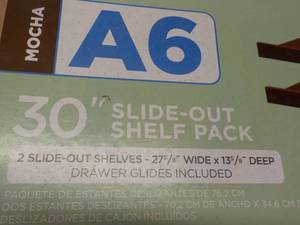 MOCHA
A6
30" SLIDE-OUT
SHELF PACK
2 SLIDE-OUT SHELVES - 27⁵/₈" WIDE x 13⁵/₈" DEEP
DRAWER GLIDES INCLUDED
PAQUETE DE ESTANTES DESLIZANTES DE 76,2 CM
DOS ESTANTES DESLIZANTES - 70,2 CM DE ANCHO X 34,6 CM
DESLIZADORES DE CAJÓN INCLUIDOS